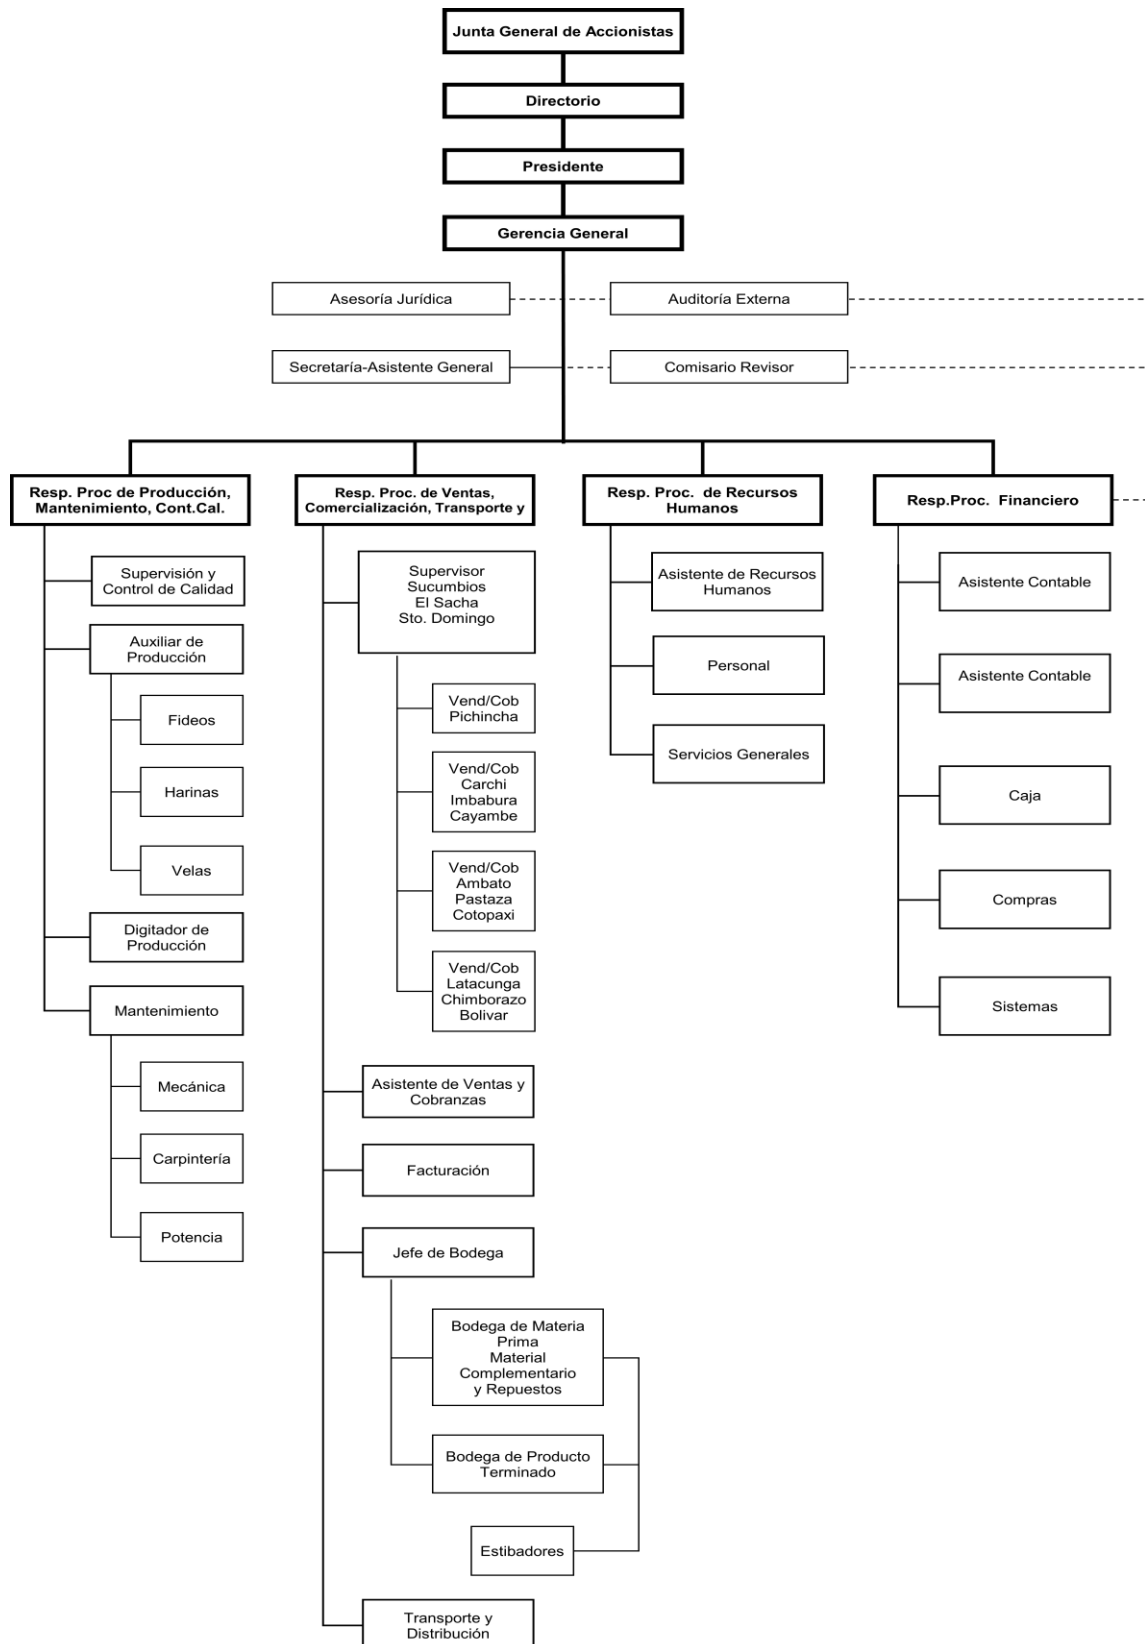 Junta General de Accionistas
Directorio
Presidente
Gerencia General
Asesoría Jurídica
Auditoría Externa
Secretaría-Asistente General
Comisario Revisor
Resp. Proc de Producción,
Mantenimiento, Cont.Cal.
Supervisión y
Control de Calidad
Auxiliar de
Producción
Fideos
Harinas
Velas
Digitador de
Producción
Mantenimiento
Mecánica
Carpintería
Potencia
Resp. Proc. de Ventas,
Comercialización, Transporte y
Supervisor
Sucumbios
El Sacha
Sto. Domingo
Vend/Cob
Pichincha
Vend/Cob
Carchi
Imbabura
Cayambe
Vend/Cob
Ambato
Pastaza
Cotopaxi
Vend/Cob
Latacunga
Chimborazo
Bolivar
Asistente de Ventas y
Cobranzas
Facturación
Jefe de Bodega
Bodega de Materia
Prima
Material
Complementario
y Repuestos
Bodega de Producto
Terminado
Estibadores
Transporte y
Distribución
Resp. Proc. de Recursos
Humanos
Asistente de Recursos
Humanos
Personal
Servicios Generales
Resp.Proc. Financiero
Asistente Contable
Asistente Contable
Caja
Compras
Sistemas